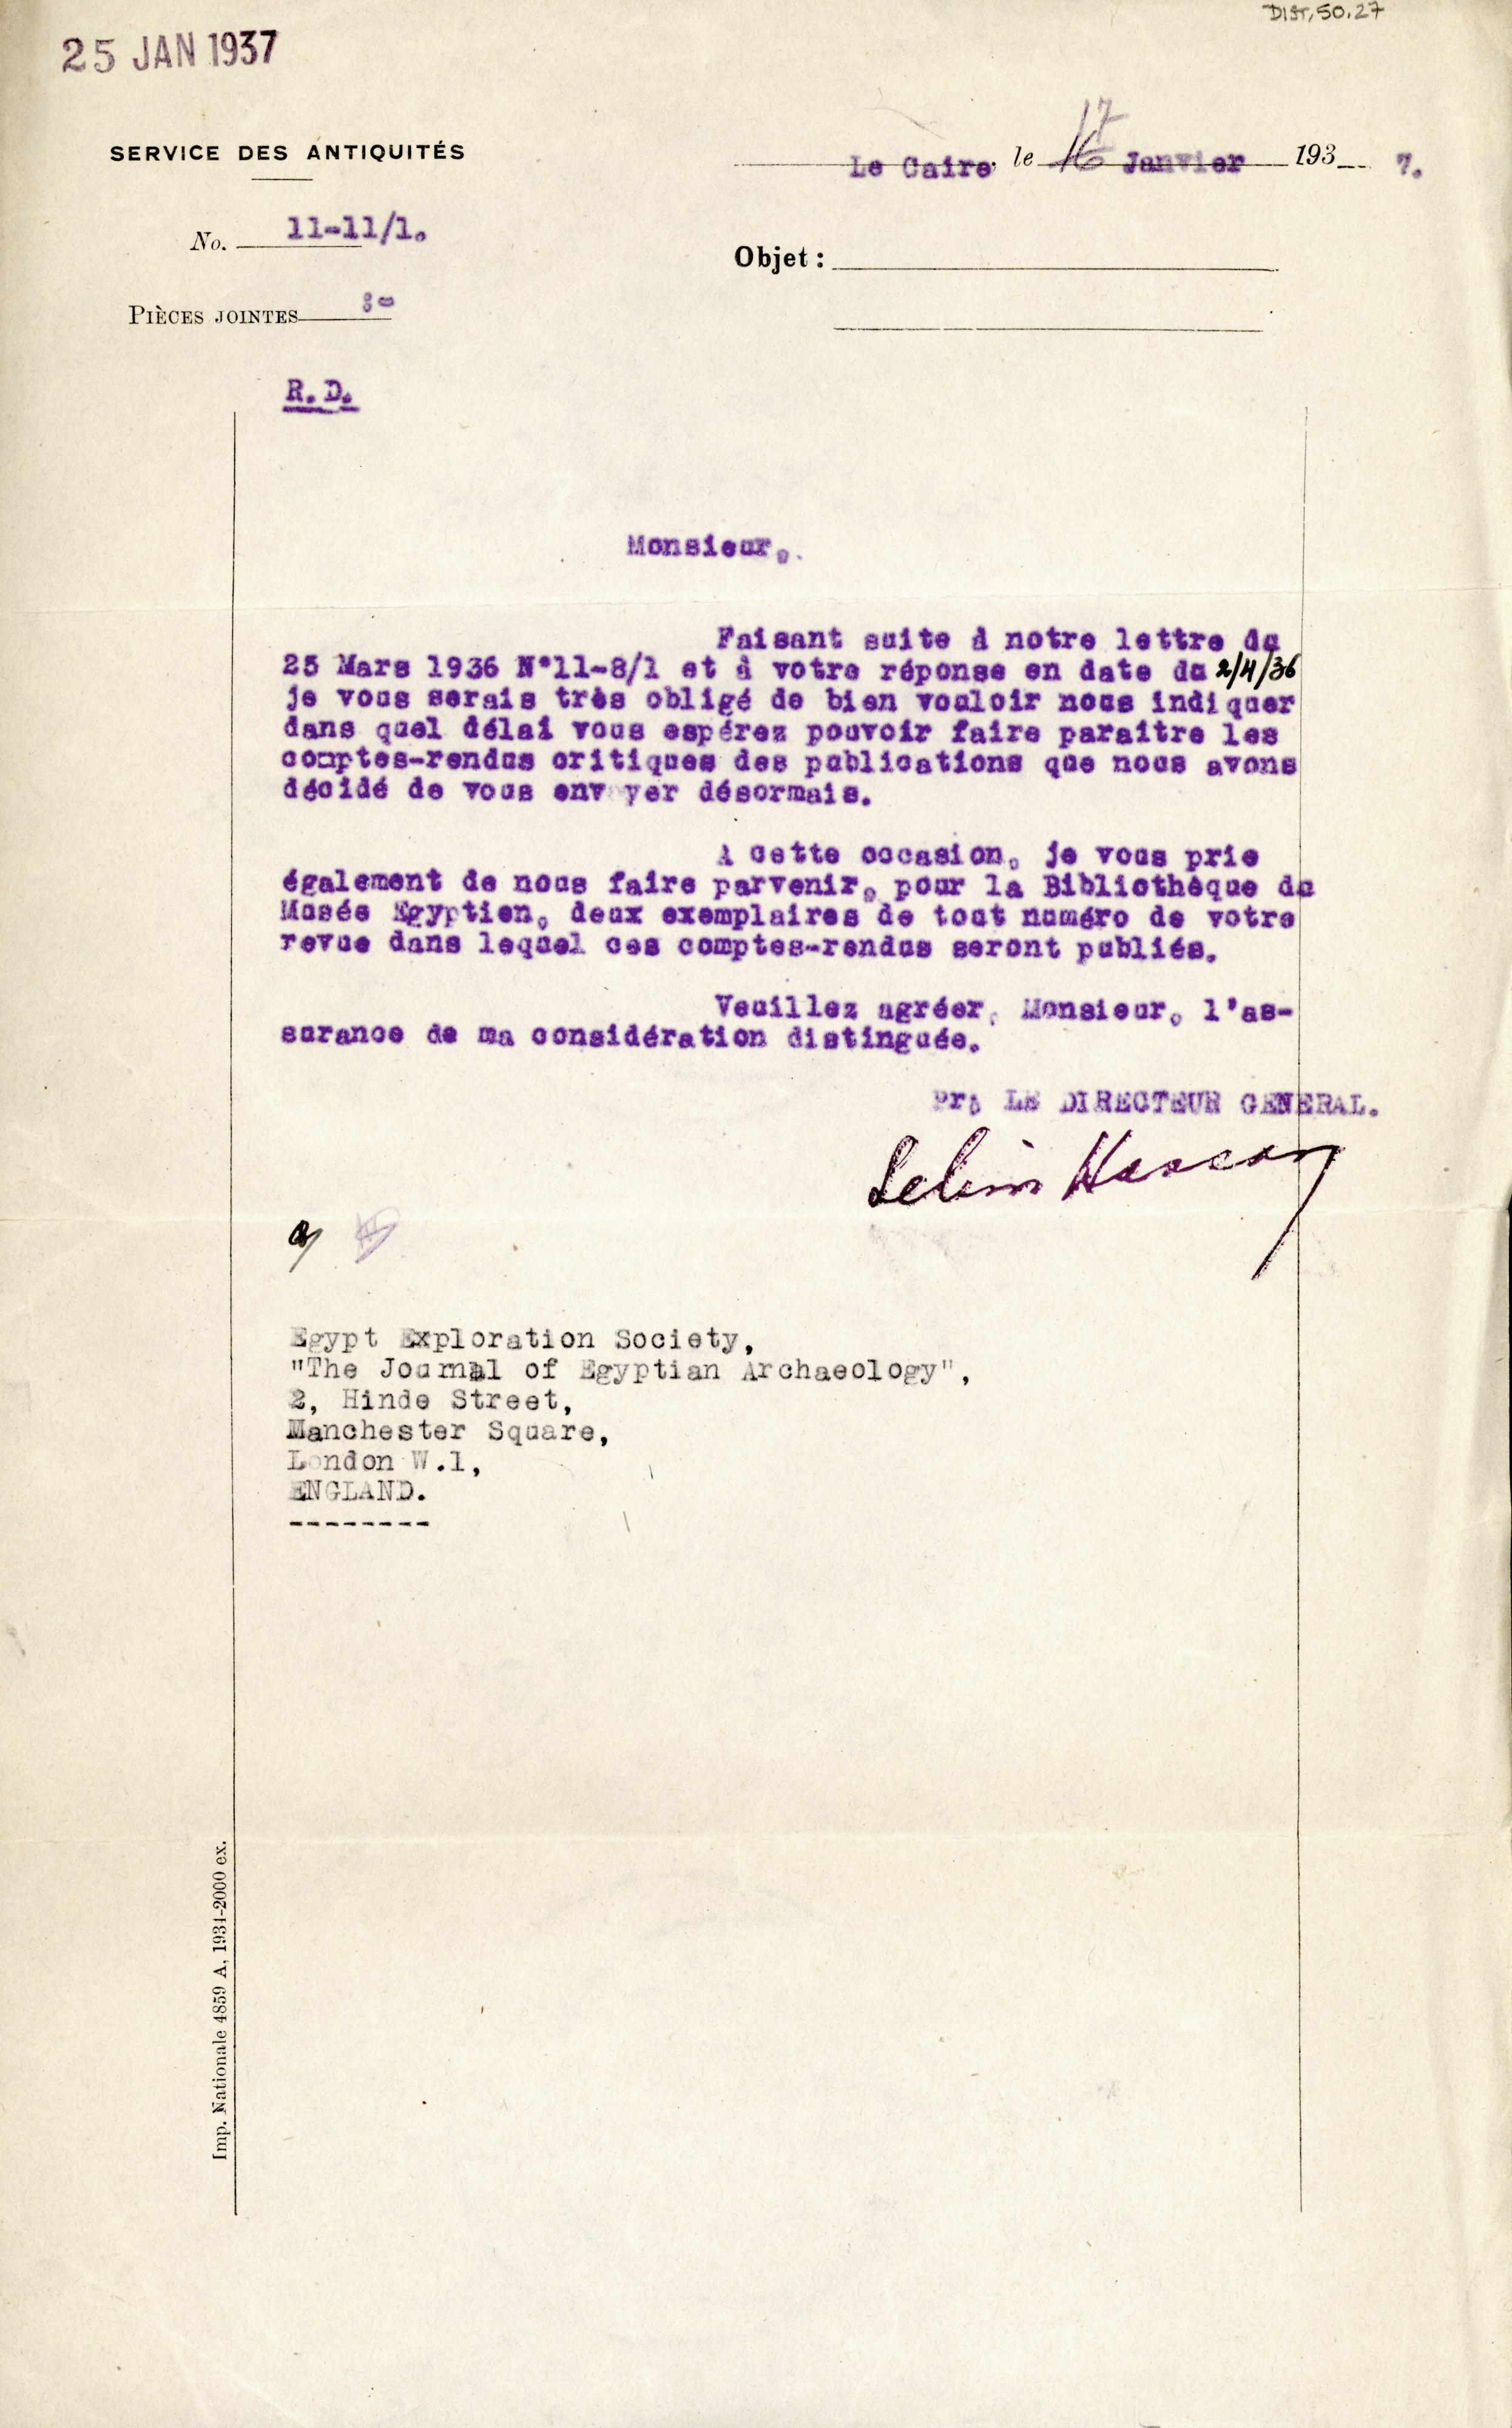 DIST.50.27
25 JAN 1937
SERVICE DES ANTIQUITÉS
Le Caire, le 17 Janvier 1937.
No. 11-11/1.
Objet :
PIÈCES JOINTES :-
R.D.
Monsieur,
Faisant suite à notre lettre du
25 Mars 1936 N°11-8/1 et à votre réponse en date du 2/4/36
je vous serais très obligé de bien vouloir nous indiquer
dans quel délai vous espérez pouvoir faire paraitre les
comptes-rendus critiques des publications que nous avons
décidé de vous envoyer désormais.
A cette occasion, je vous prie
également de nous faire parvenir, pour la Bibliothèque du
Musée Egyptien, deux exemplaires de tout numéro de votre
revue dans lequel ces comptes-rendus seront publiés.
Veuillez agréer, Monsieur, l'as-
surance de ma considération distinguée.
Pr. LE DIRECTEUR GENERAL.
Selim Hassan
Egypt Exploration Society,
"The Journal of Egyptian Archaeology",
2, Hinde Street,
Manchester Square,
London W.1,
ENGLAND.
--------
Imp. Nationale 4859 A, 1931-2000 ex.